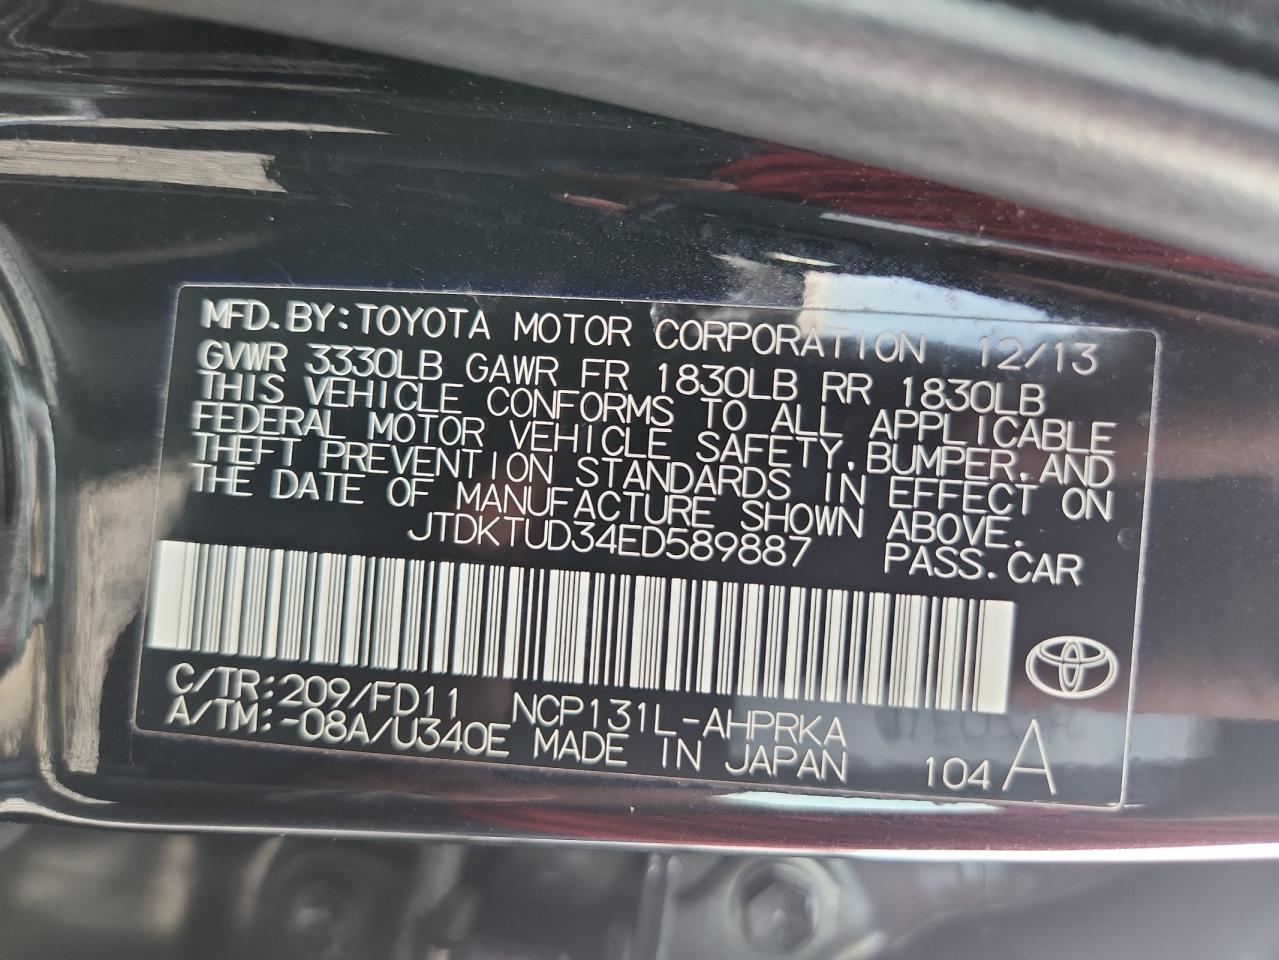 MFD.BY:TOYOTA MOTOR CORPORATION 12/13
GVWR 3330LB GAWR FR 1830LB RR 1830LB
THIS VEHICLE CONFORMS TO ALL APPLICABLE
FEDERAL MOTOR VEHICLE SAFETY,BUMPER,AND
THEFT PREVENTION STANDARDS IN EFFECT ON
THE DATE OF MANUFACTURE SHOWN ABOVE.
JTDKTUD34ED589887 PASS.CAR
C/TR:209/FD11 NCP131L-AHPRKA
A/TM:-08A/U340E MADE IN JAPAN 104 A